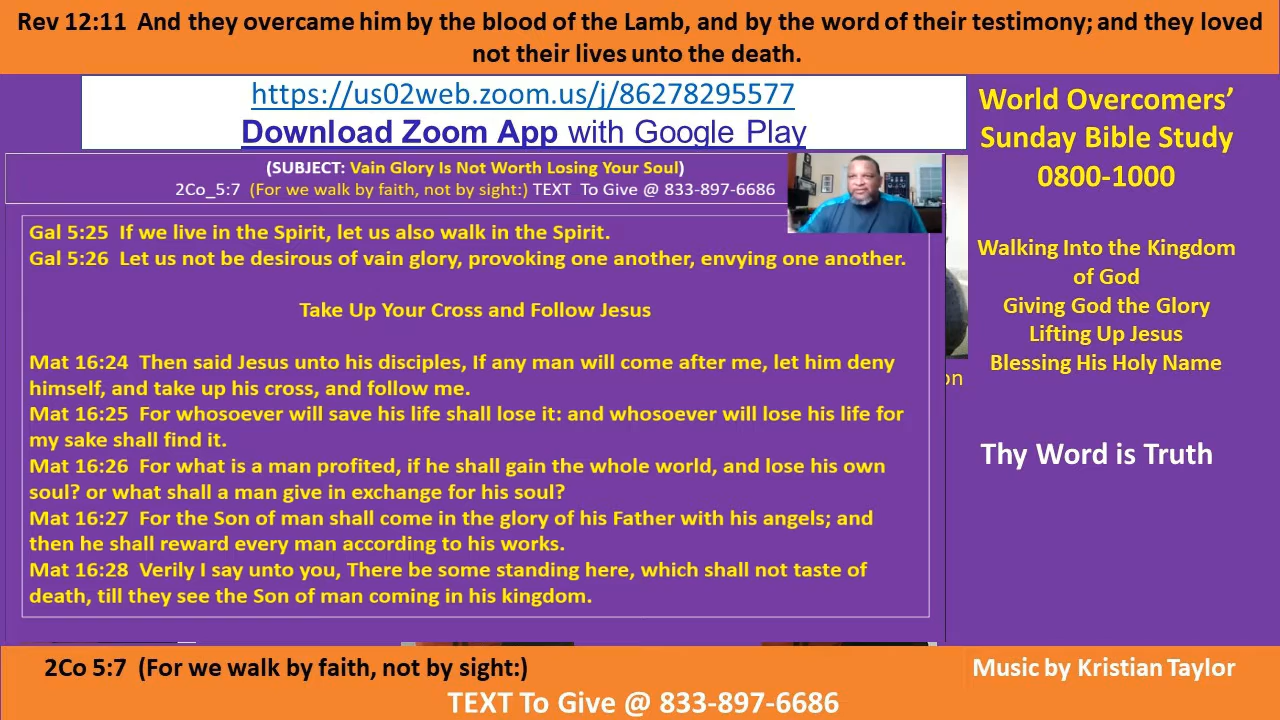 Rev 12:11  And they overcame him by the blood of the Lamb, and by the word of their testimony; and they loved
not their lives unto the death.
https://us02web.zoom.us/j/86278295577
Download Zoom App with Google Play
(SUBJECT: Vain Glory Is Not Worth Losing Your Soul)
2Co_5:7  (For we walk by faith, not by sight:) TEXT  To Give @ 833-897-6686
Gal 5:25  If we live in the Spirit, let us also walk in the Spirit.
Gal 5:26  Let us not be desirous of vain glory, provoking one another, envying one another.
Take Up Your Cross and Follow Jesus
Mat 16:24  Then said Jesus unto his disciples, If any man will come after me, let him deny
himself, and take up his cross, and follow me.
Mat 16:25  For whosoever will save his life shall lose it: and whosoever will lose his life for
my sake shall find it.
Mat 16:26  For what is a man profited, if he shall gain the whole world, and lose his own
soul? or what shall a man give in exchange for his soul?
Mat 16:27  For the Son of man shall come in the glory of his Father with his angels; and
then he shall reward every man according to his works.
Mat 16:28  Verily I say unto you, There be some standing here, which shall not taste of
death, till they see the Son of man coming in his kingdom.
World Overcomers’
Sunday Bible Study
0800-1000
Walking Into the Kingdom
of God
Giving God the Glory
Lifting Up Jesus
Blessing His Holy Name
on
Thy Word is Truth
2Co 5:7  (For we walk by faith, not by sight:)
Music by Kristian Taylor
TEXT To Give @ 833-897-6686